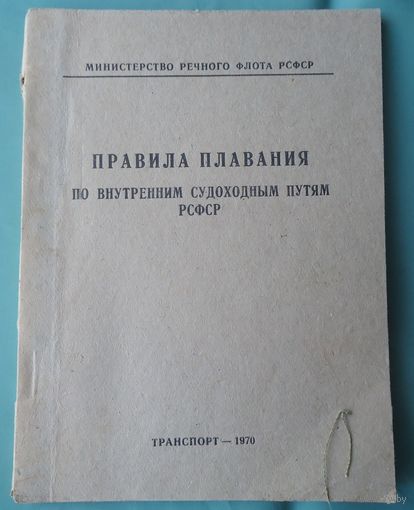 МИНИСТЕРСТВО РЕЧНОГО ФЛОТА РСФСР
ПРАВИЛА ПЛАВАНИЯ
ПО ВНУТРЕННИМ СУДОХОДНЫМ ПУТЯМ
РСФСР
ТРАНСПОРТ — 1970